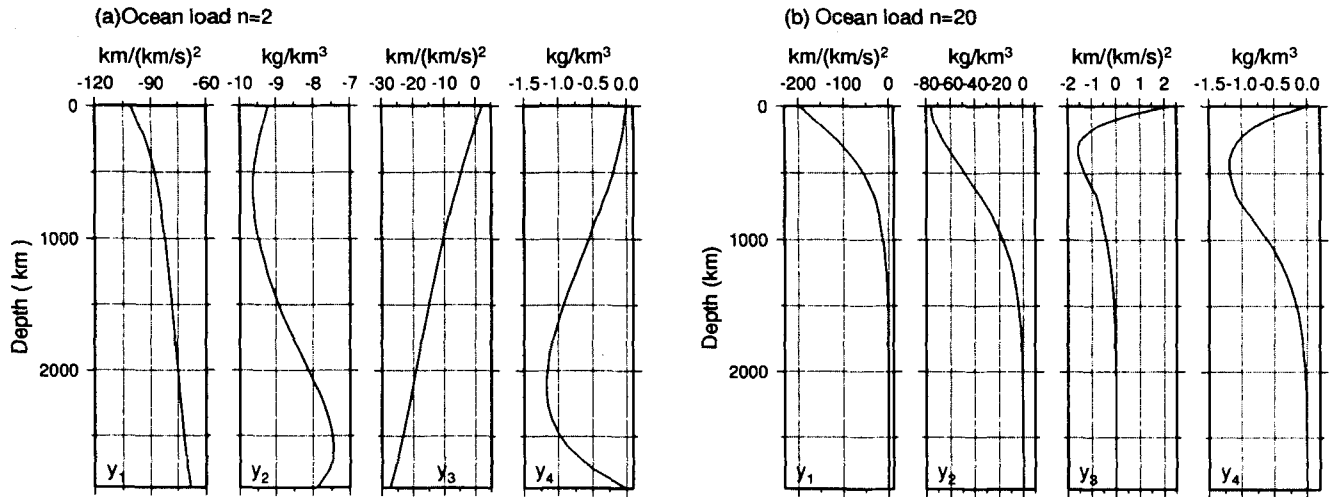 (a)Ocean load n=2
km/(km/s)² kg/km³ km/(km/s)² kg/km³
-120 -90 -60 -10 -9 -8 -7 -30 -20 -10 0 -1.5 -1.0 -0.5 0.0
0
1000
2000
Depth ( km )
y₁ y₂ y₃ y₄
(b) Ocean load n=20
km/(km/s)² kg/km³ km/(km/s)² kg/km³
-200 -100 0 -80 -60 -40 -20 0 -2 -1 0 1 2 -1.5 -1.0 -0.5 0.0
0
1000
2000
Depth (km)
y₁ y₂ y₃ y₄